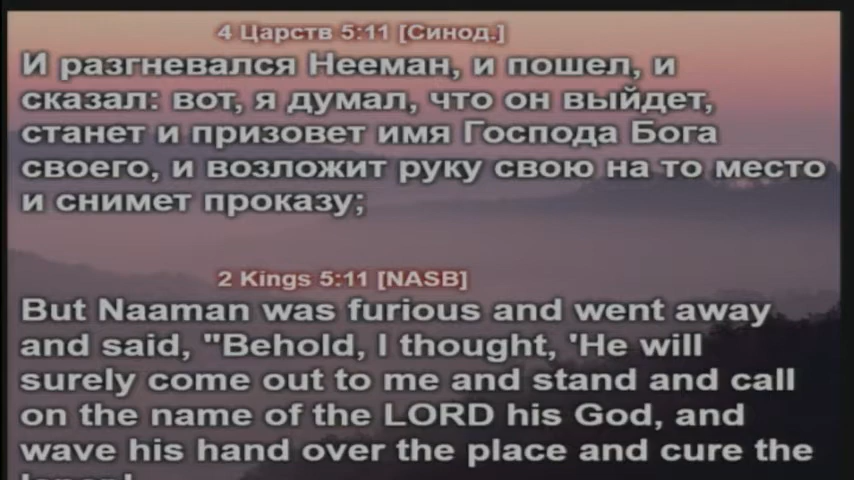 4 Царств 5:11 [Синод.]
И разгневался Нееман, и пошел, и
сказал: вот, я думал, что он выйдет,
станет и призовет имя Господа Бога
своего, и возложит руку свою на то место
и снимет проказу;
2 Kings 5:11 [NASB]
But Naaman was furious and went away
and said, "Behold, I thought, 'He will
surely come out to me and stand and call
on the name of the LORD his God, and
wave his hand over the place and cure the